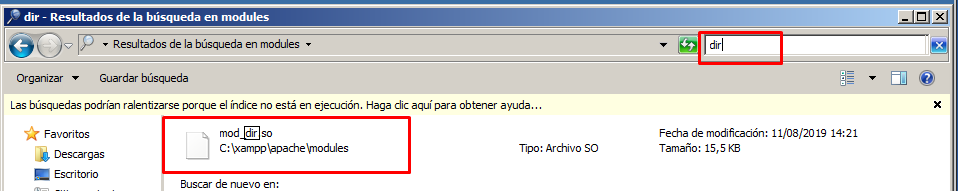 dir - Resultados de la búsqueda en modules
Resultados de la búsqueda en modules
dir
Organizar Guardar búsqueda
Las búsquedas podrían ralentizarse porque el índice no está en ejecución. Haga clic aquí para obtener ayuda...
Favoritos
Descargas
Escritorio
mod_dir.so
C:\xampp\apache\modules
Tipo: Archivo SO
Fecha de modificación: 11/08/2019 14:21
Tamaño: 15,5 KB
Buscar de nuevo en: